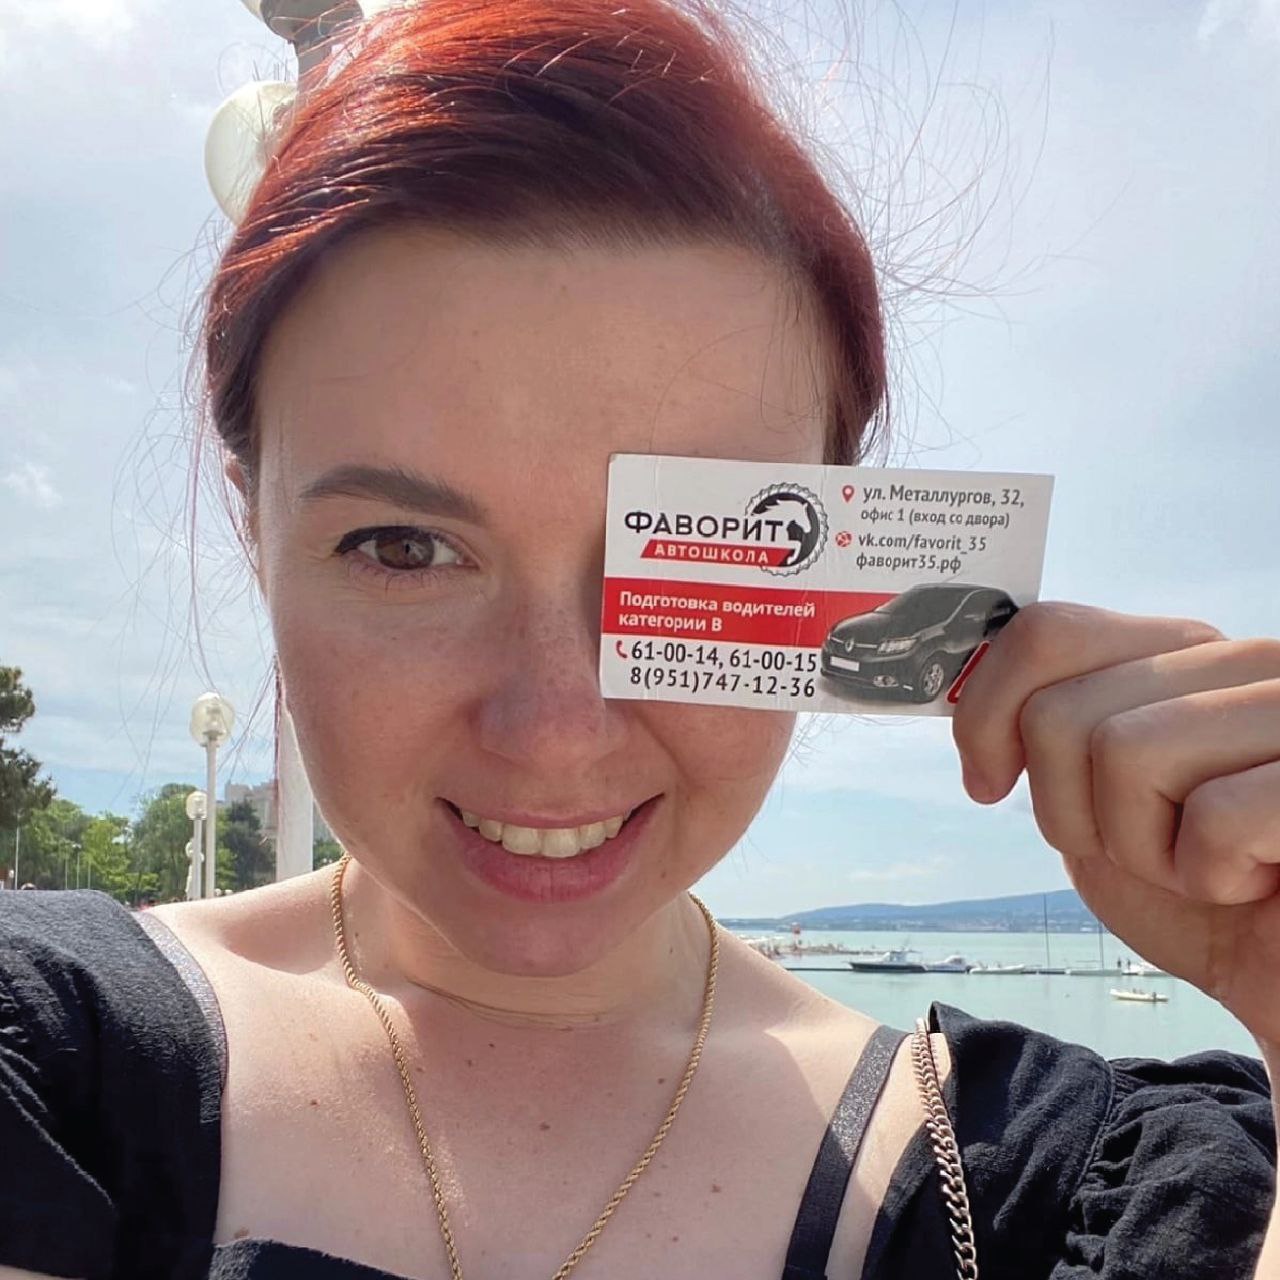 ФАВОРИТ
АВТОШКОЛА
ул. Металлургов, 32,
офис 1 (вход со двора)
vk.com/favorit_35
фаворит35.рф
Подготовка водителей
категории В
61-00-14, 61-00-15
8(951)747-12-36